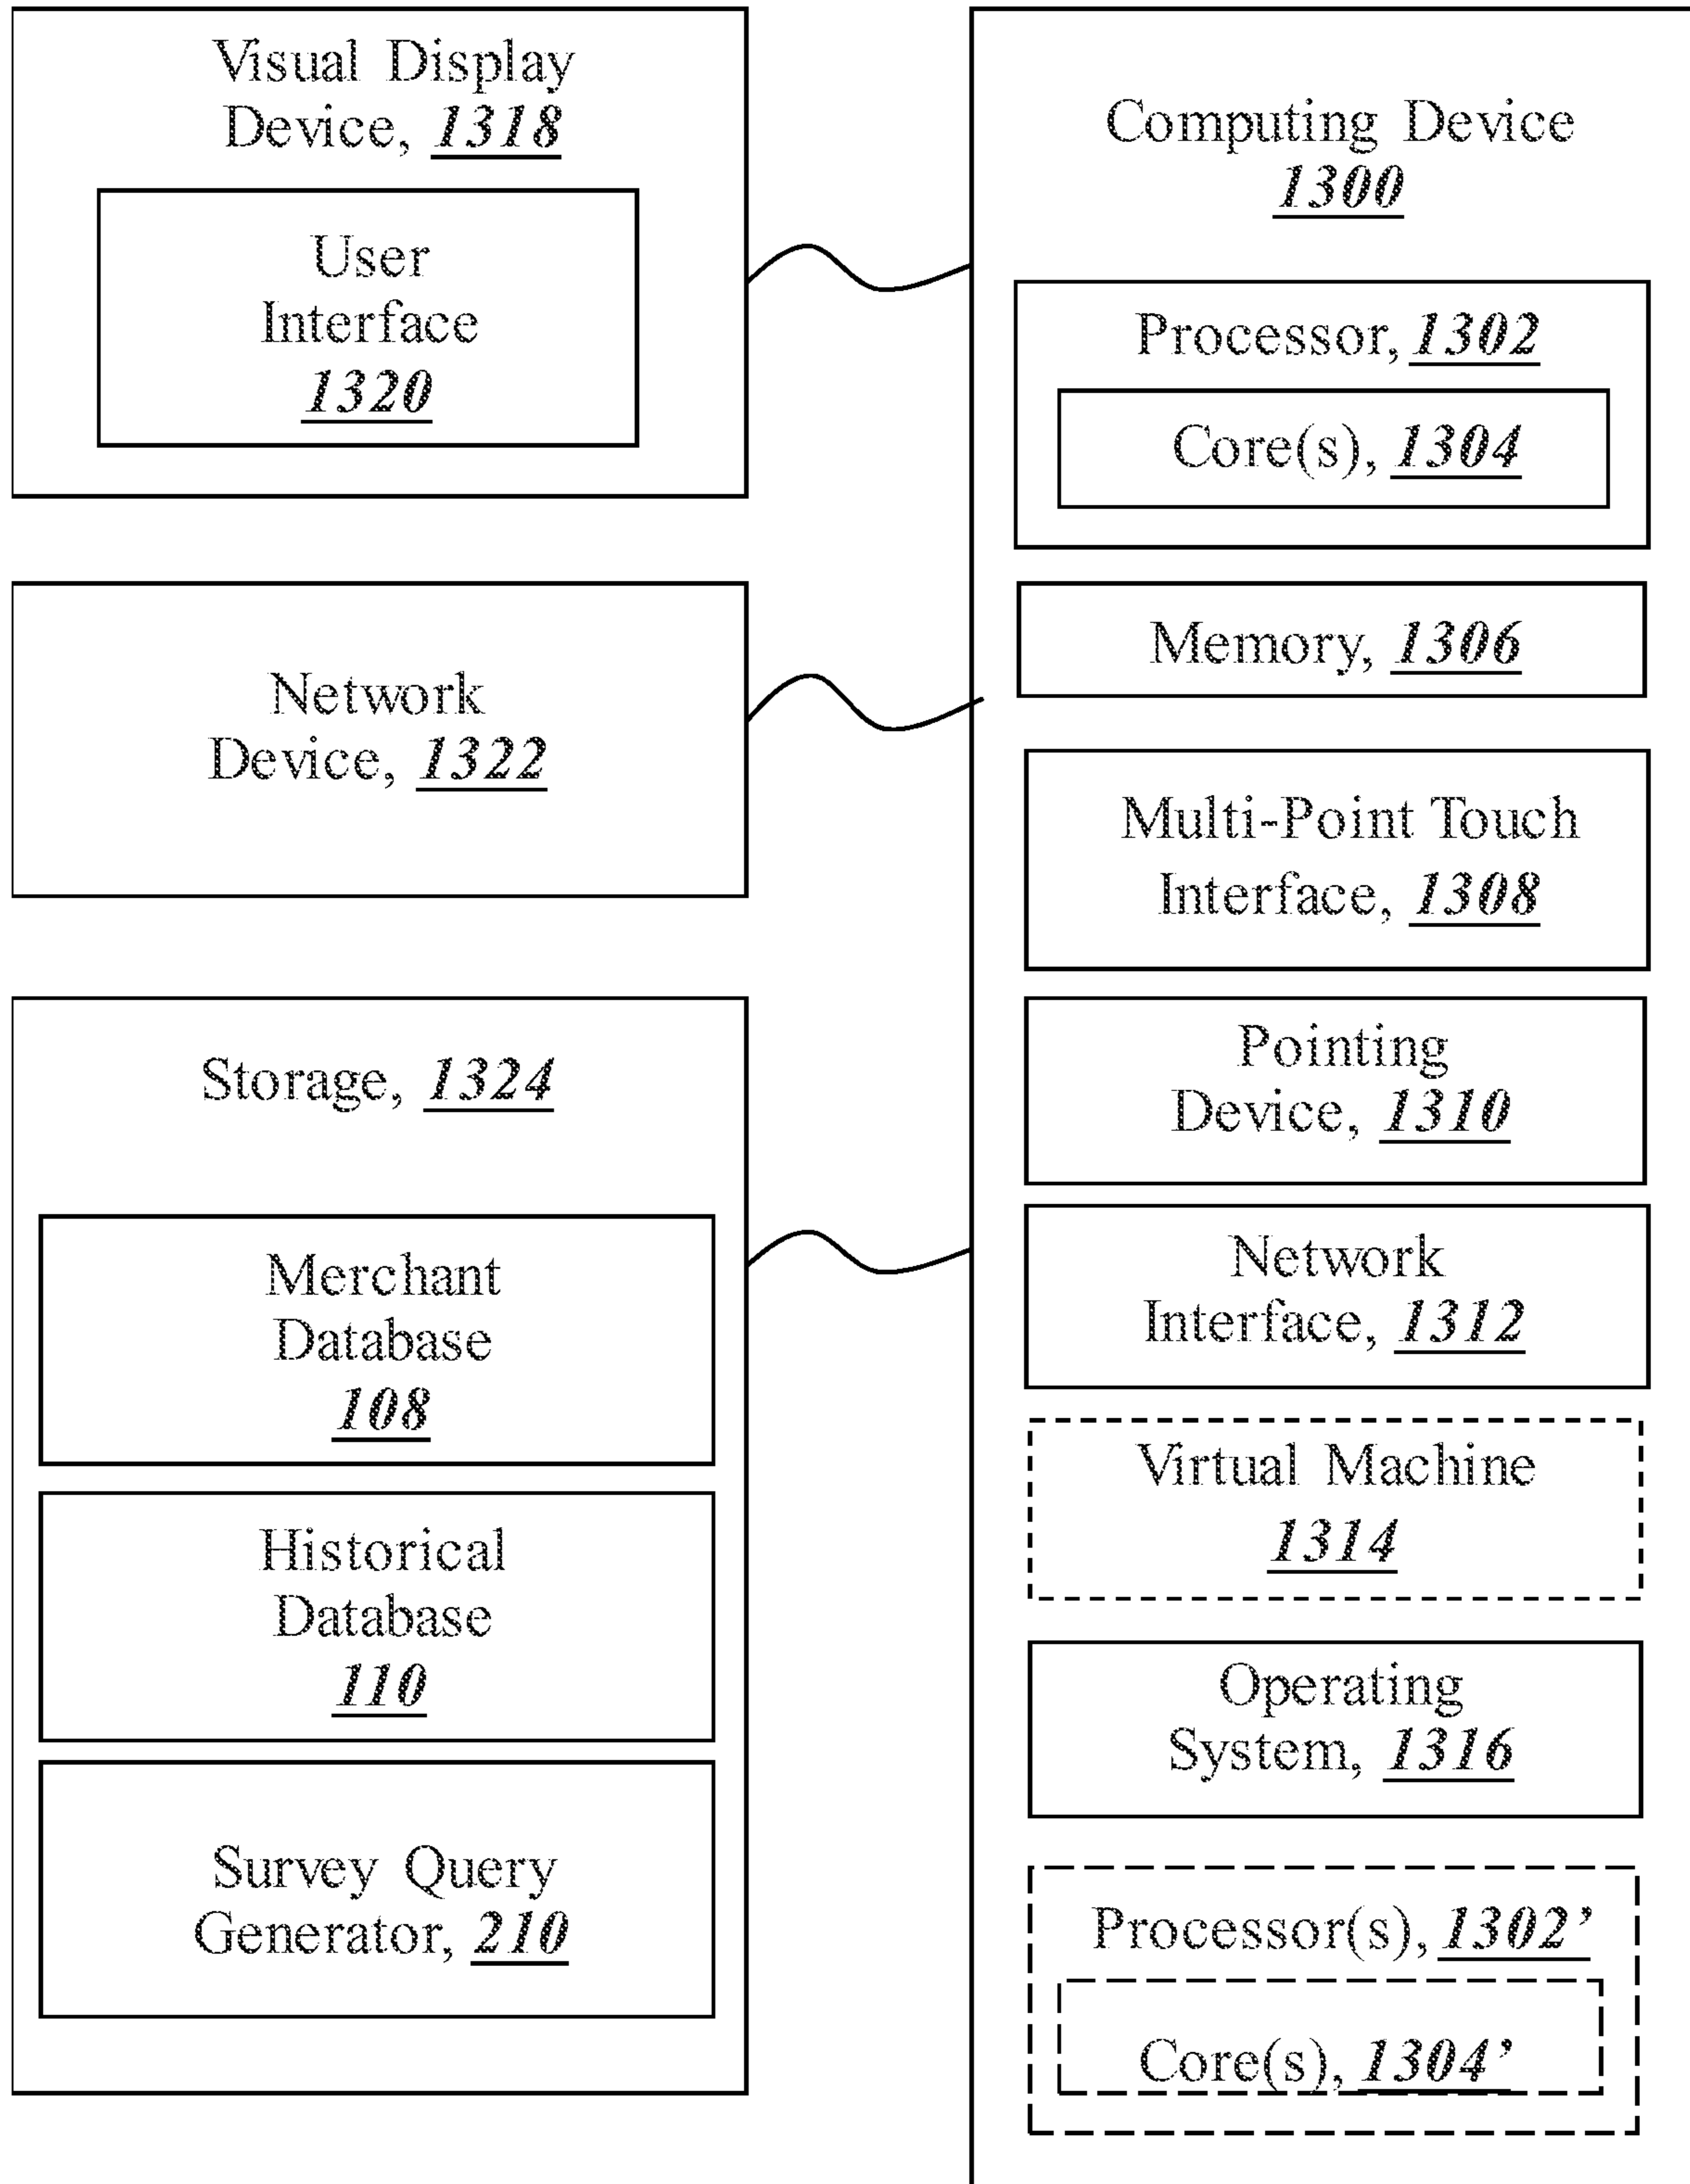 Visual Display
Device, 1318
User
Interface
1320
Network
Device, 1322
Storage, 1324
Merchant
Database
108
Historical
Database
110
Survey Query
Generator, 210
Computing Device
1300
Processor, 1302
Core(s), 1304
Memory, 1306
Multi-Point Touch
Interface, 1308
Pointing
Device, 1310
Network
Interface, 1312
Virtual Machine
1314
Operating
System, 1316
Processor(s), 1302’
Core(s), 1304’